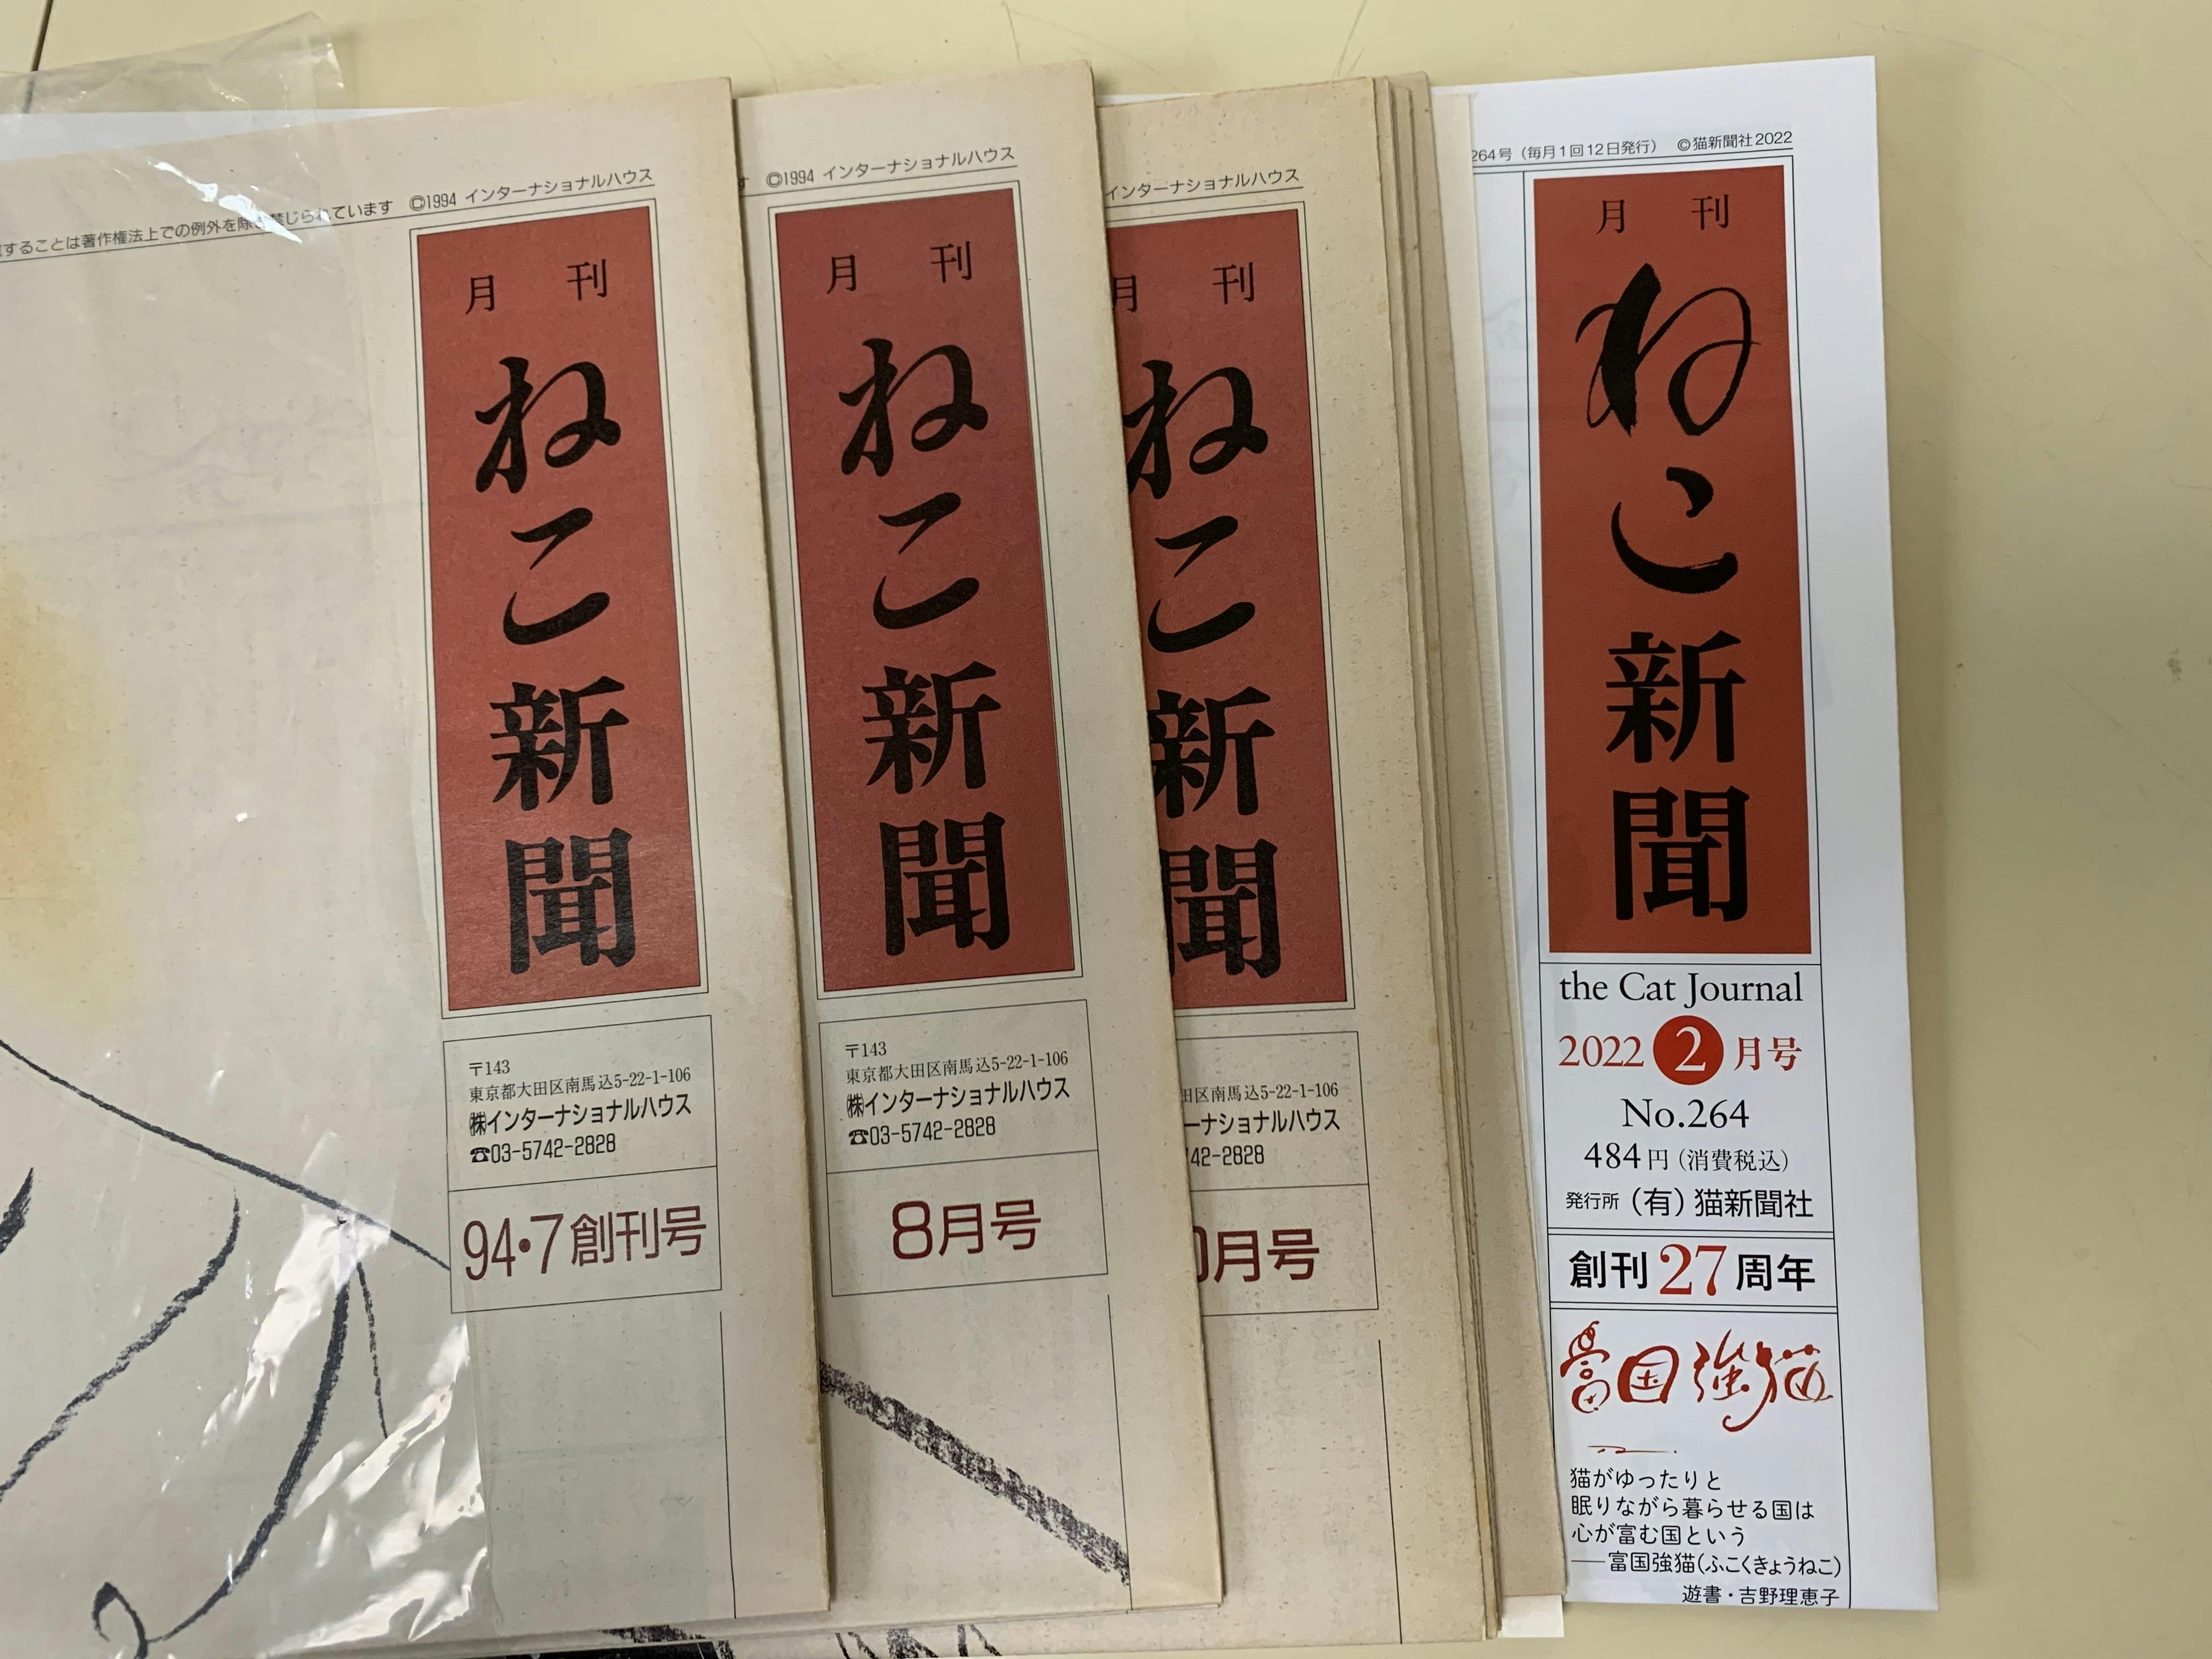 することは著作権法上での例外を除き禁じられています ©1994 インターナショナルハウス
月刊
ねこ新聞
〒143
東京都大田区南馬込5-22-1-106
㈱インターナショナルハウス
☎03-5742-2828
94・7創刊号
す ©1994 インターナショナルハウス
月刊
ねこ新聞
〒143
東京都大田区南馬込5-22-1-106
㈱インターナショナルハウス
☎03-5742-2828
8月号
インターナショナルハウス
月刊
ねこ新聞
田区南馬込5-22-1-106
ーナショナルハウス
742-2828
0月号
264号(毎月1回12日発行) ©猫新聞社2022
月刊
ねこ新聞
the Cat Journal
2022 2 月号
No.264
484円(消費税込)
発行所 (有)猫新聞社
創刊27周年
富国強猫
猫がゆったりと
眠りながら暮らせる国は
心が富む国という
──富国強猫(ふこくきょうねこ)
遊書・吉野理恵子